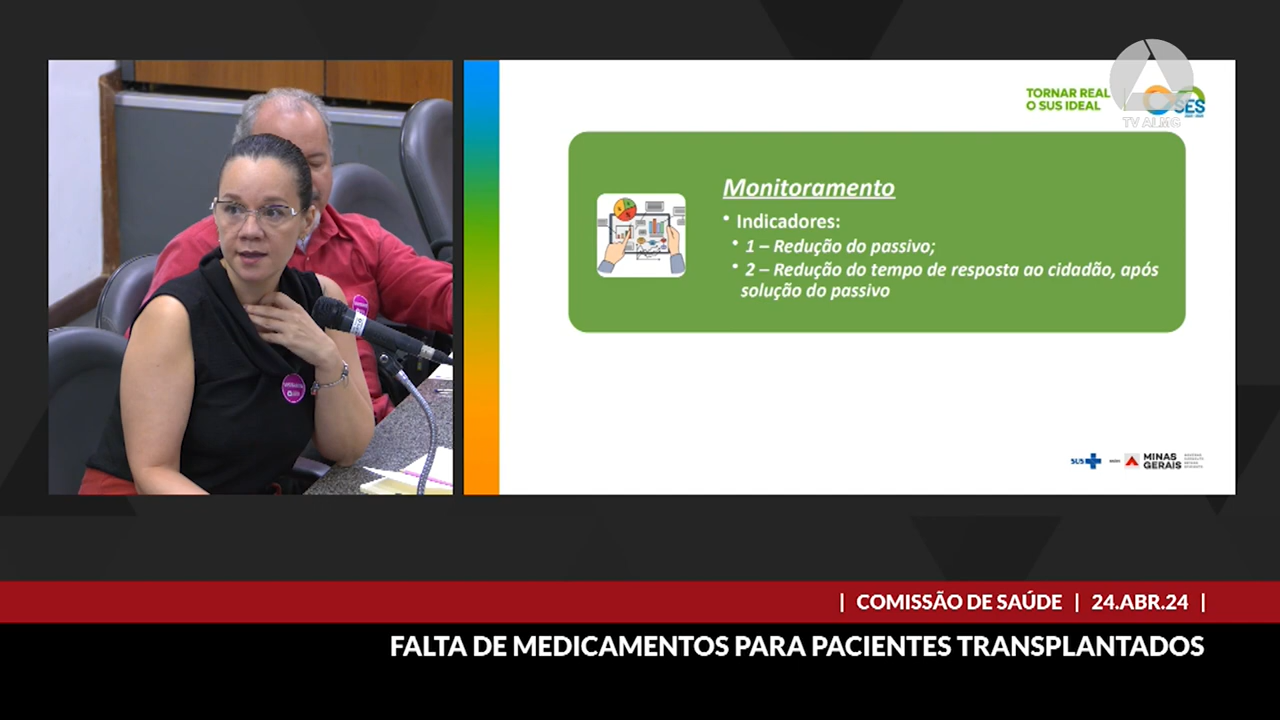 TORNAR REAL
O SUS IDEAL
SES
TV ALMG
Monitoramento
• Indicadores:
• 1 – Redução do passivo;
• 2 – Redução do tempo de resposta ao cidadão, após
solução do passivo
SUS
MINAS
GERAIS
| COMISSÃO DE SAÚDE | 24.ABR.24 |
FALTA DE MEDICAMENTOS PARA PACIENTES TRANSPLANTADOS